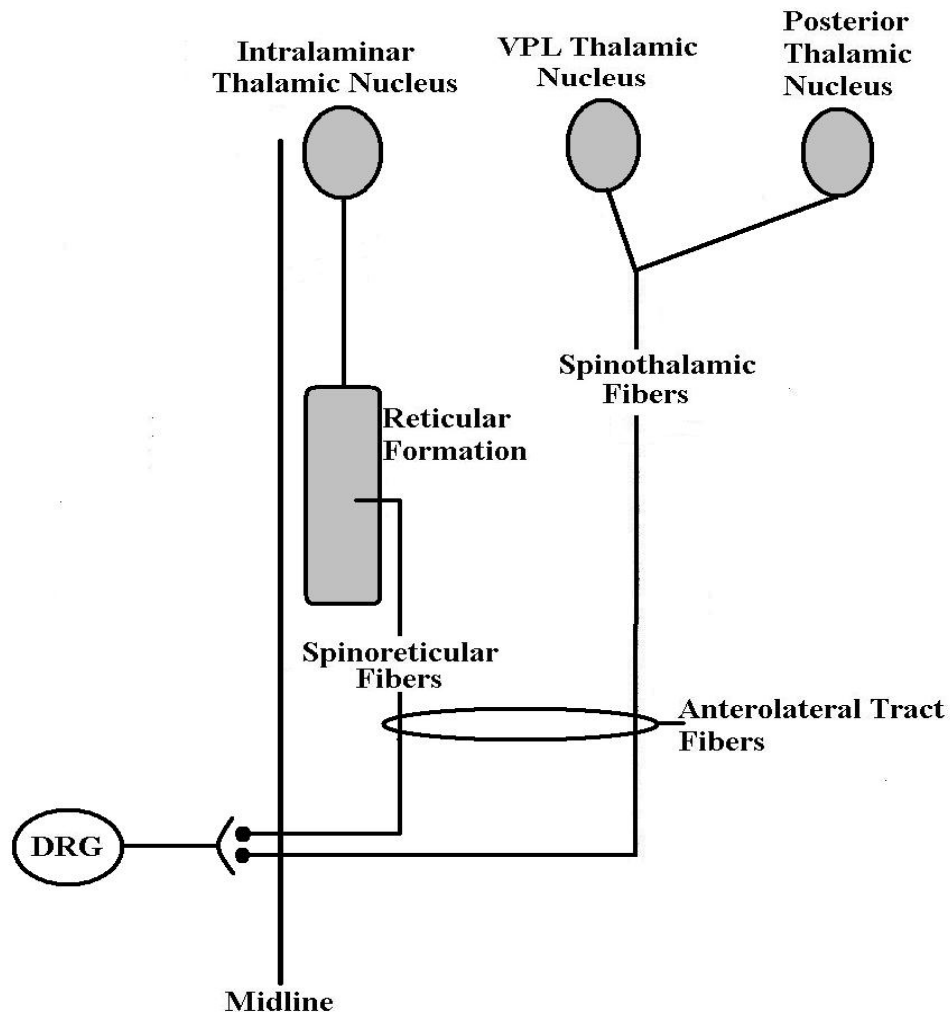 Intralaminar
Thalamic Nucleus
VPL Thalamic
Nucleus
Posterior
Thalamic
Nucleus
Spinothalamic
Fibers
Reticular
Formation
Spinoreticular
Fibers
Anterolateral Tract
Fibers
DRG
Midline